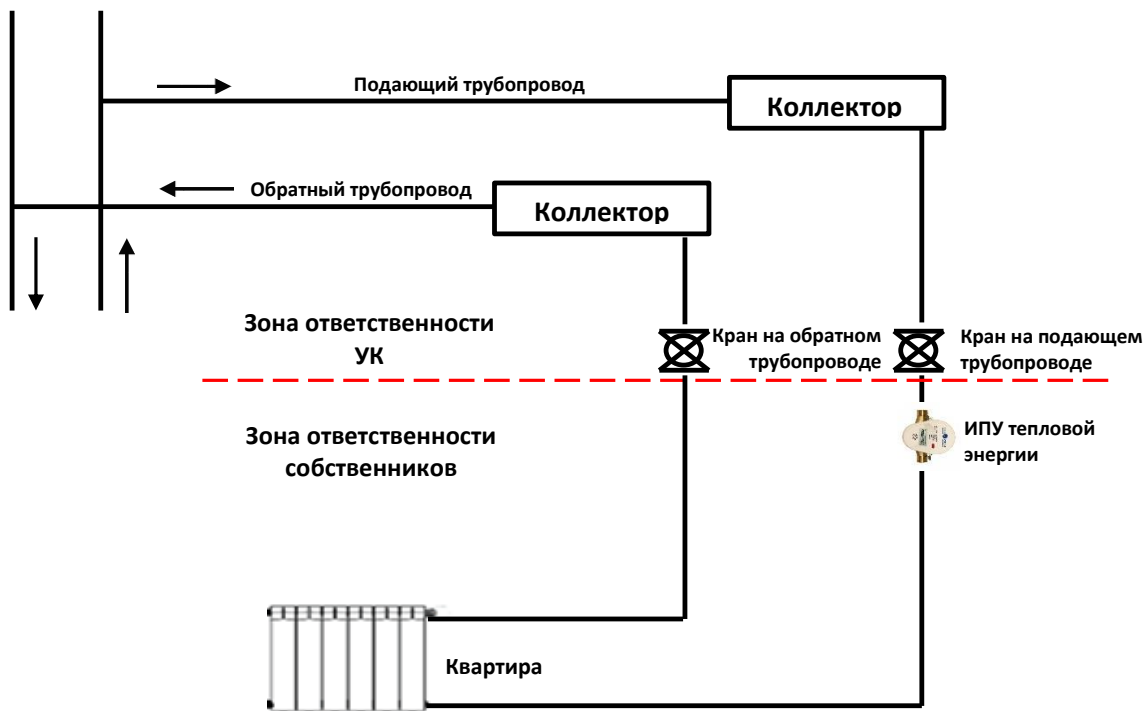 Подающий трубопровод
Коллектор
Обратный трубопровод
Коллектор
Зона ответственности
УК
Кран на обратном
трубопроводе
Кран на подающем
трубопроводе
Зона ответственности
собственников
ИПУ тепловой
энергии
Квартира